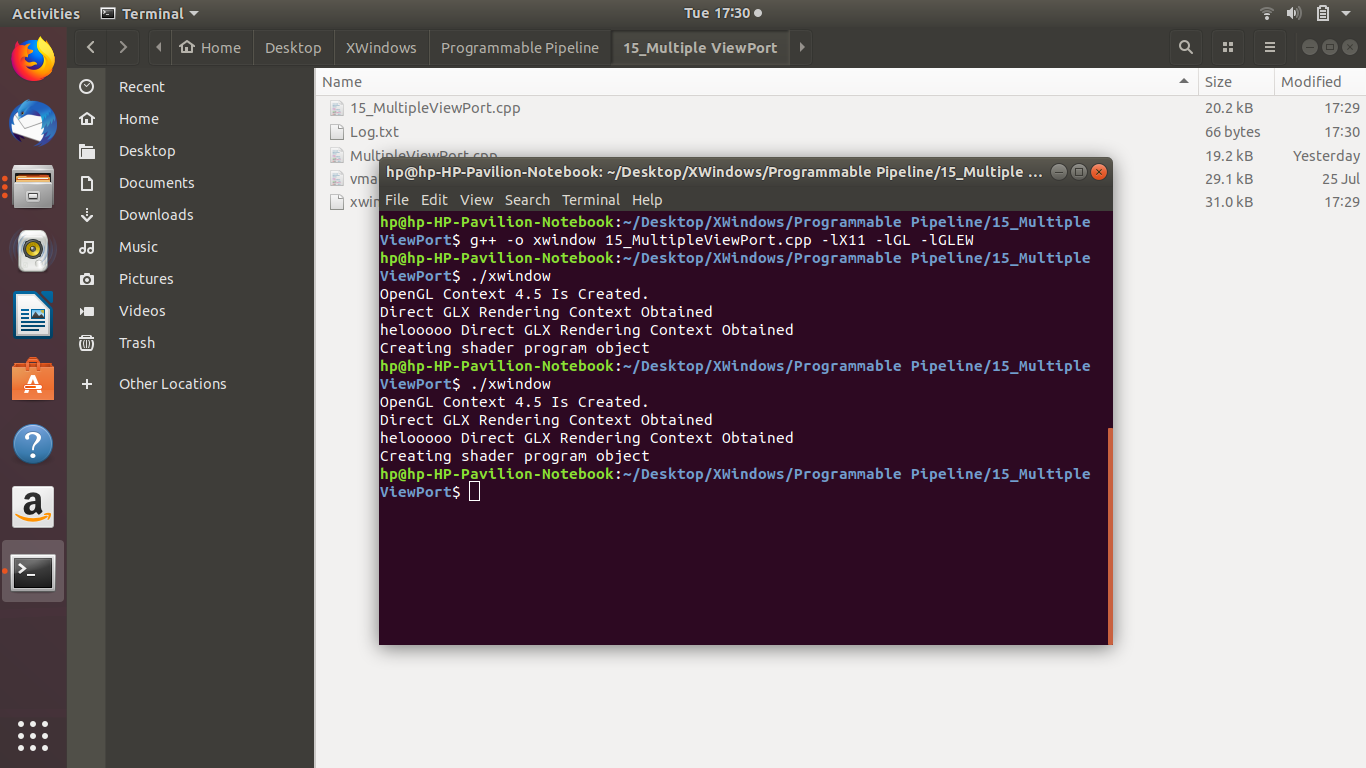 Activities Terminal Tue 17:30
Home Desktop XWindows Programmable Pipeline 15_Multiple ViewPort
Name Size Modified
Recent
Home
Desktop
Documents
Downloads
Music
Pictures
Videos
Trash
Other Locations
15_MultipleViewPort.cpp 20.2 kB 17:29
Log.txt 66 bytes 17:30
MultipleViewPort.cpp 19.2 kB Yesterday
vma 29.1 kB 25 Jul
xwin 31.0 kB 17:29
hp@hp-HP-Pavilion-Notebook: ~/Desktop/XWindows/Programmable Pipeline/15_Multiple ...
File Edit View Search Terminal Help
hp@hp-HP-Pavilion-Notebook:~/Desktop/XWindows/Programmable Pipeline/15_Multiple
ViewPort$ g++ -o xwindow 15_MultipleViewPort.cpp -lX11 -lGL -lGLEW
hp@hp-HP-Pavilion-Notebook:~/Desktop/XWindows/Programmable Pipeline/15_Multiple
ViewPort$ ./xwindow
OpenGL Context 4.5 Is Created.
Direct GLX Rendering Context Obtained
helooooo Direct GLX Rendering Context Obtained
Creating shader program object
hp@hp-HP-Pavilion-Notebook:~/Desktop/XWindows/Programmable Pipeline/15_Multiple
ViewPort$ ./xwindow
OpenGL Context 4.5 Is Created.
Direct GLX Rendering Context Obtained
helooooo Direct GLX Rendering Context Obtained
Creating shader program object
hp@hp-HP-Pavilion-Notebook:~/Desktop/XWindows/Programmable Pipeline/15_Multiple
ViewPort$